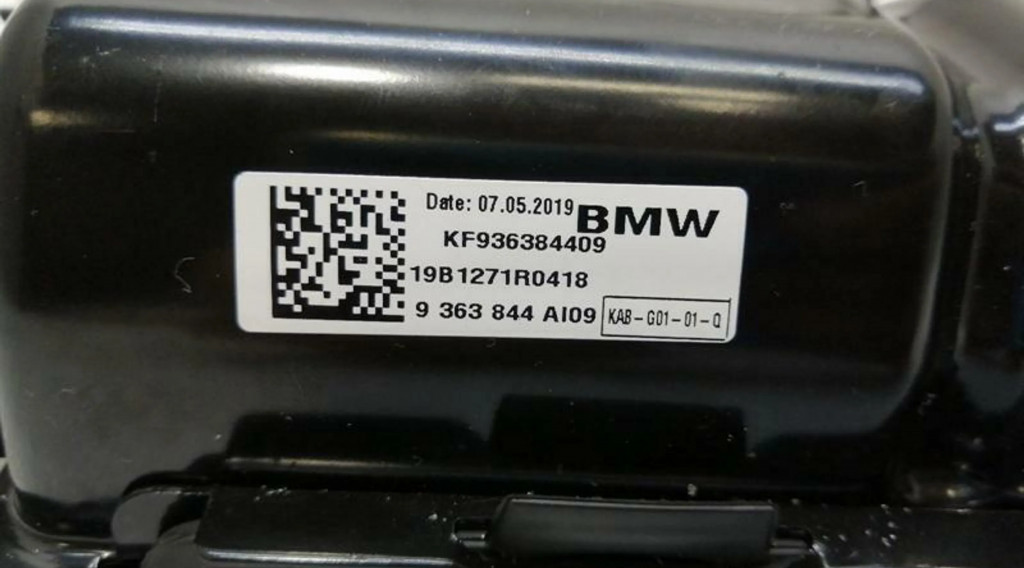 Date: 07.05.2019 BMW
KF936384409
19B1271R0418
9 363 844 AI09 KAB-G01-01-Q